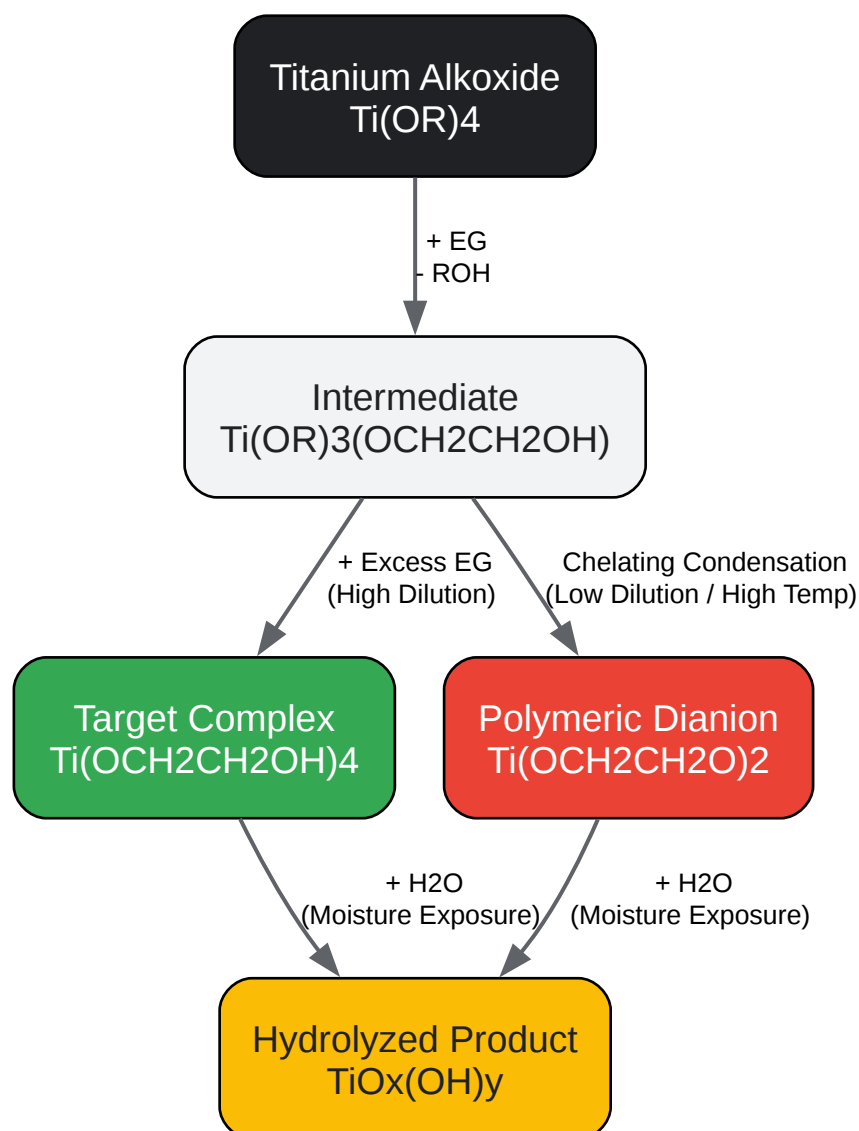 Titanium Alkoxide
Ti(OR)4
+ EG
- ROH
Intermediate
Ti(OR)3(OCH2CH2OH)
+ Excess EG
(High Dilution)
Chelating Condensation
(Low Dilution / High Temp)
Target Complex
Ti(OCH2CH2OH)4
Polymeric Dianion
Ti(OCH2CH2O)2
+ H2O
(Moisture Exposure)
+ H2O
(Moisture Exposure)
Hydrolyzed Product
TiOx(OH)y